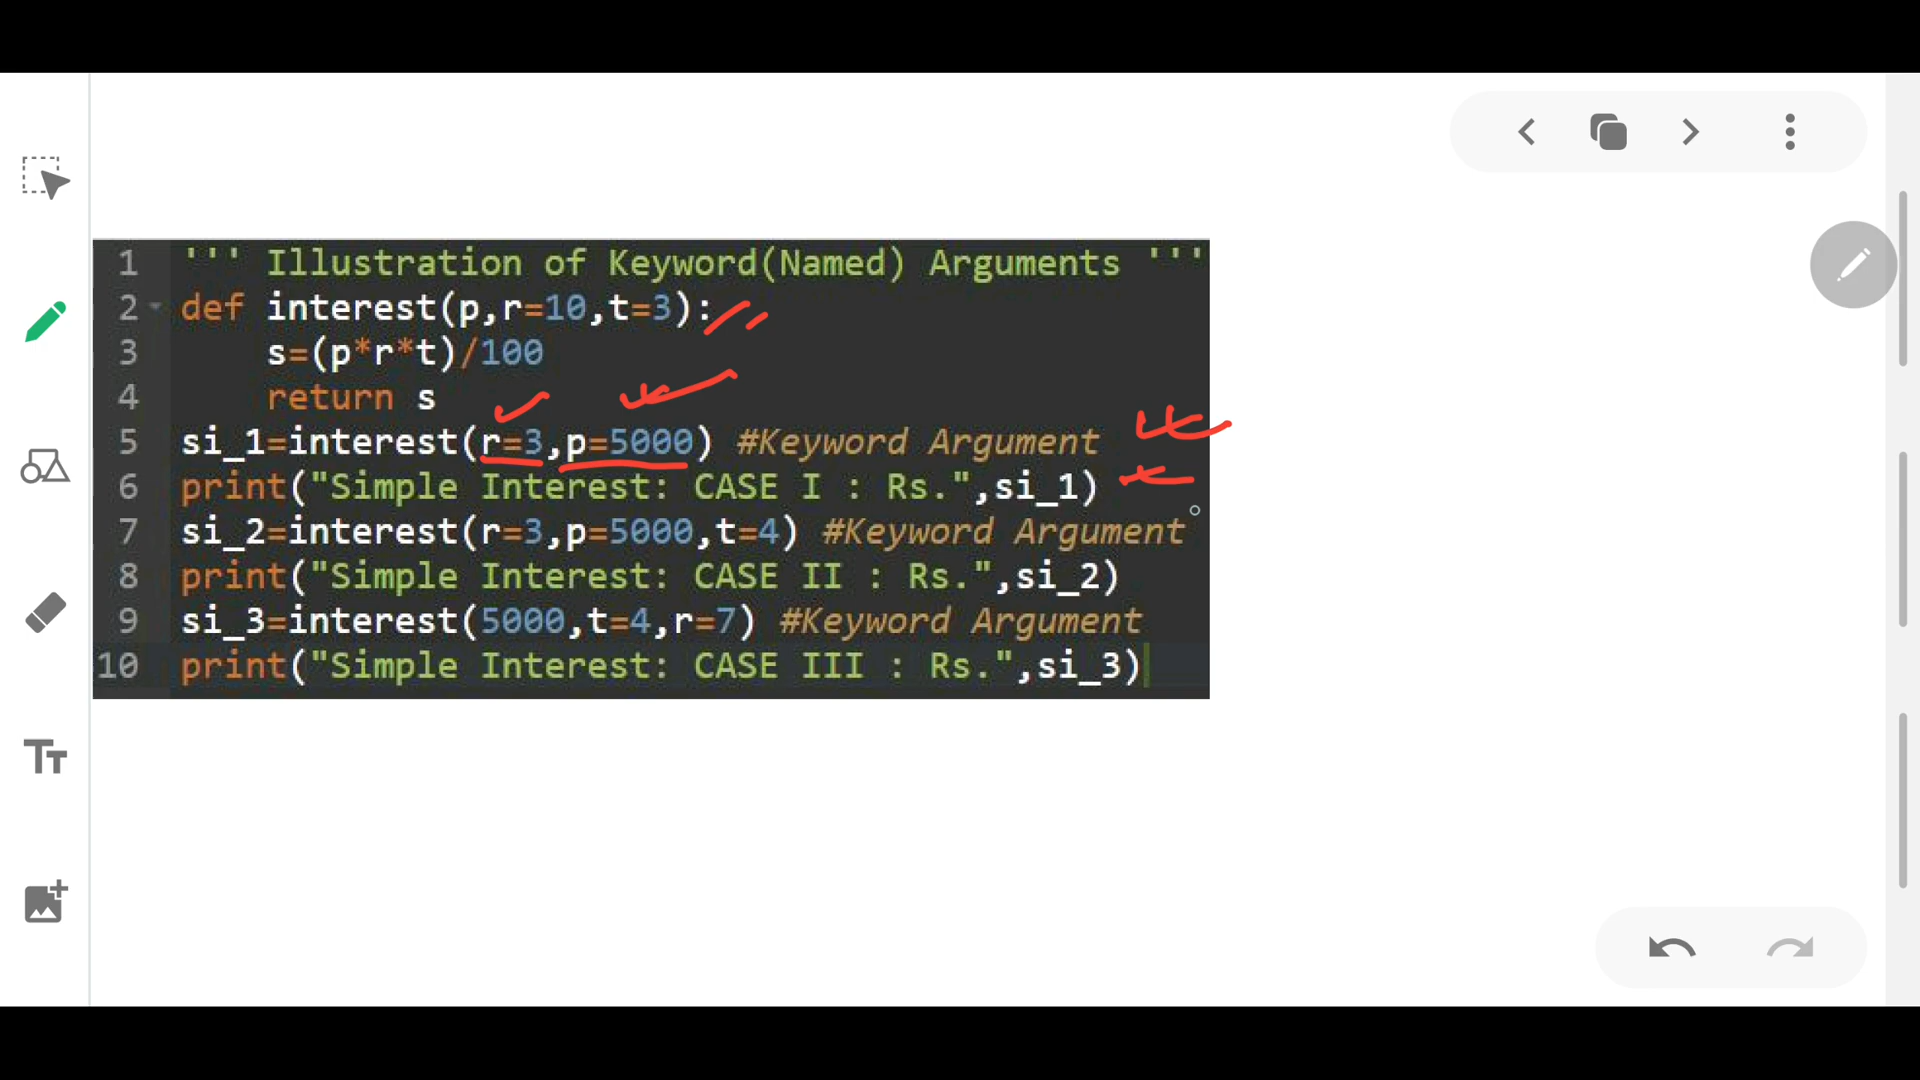 1 ''' Illustration of Keyword(Named) Arguments '''
2 def interest(p,r=10,t=3):
3 s=(p*r*t)/100
4 return s
5 si_1=interest(r=3,p=5000) #Keyword Argument
6 print("Simple Interest: CASE I : Rs.",si_1)
7 si_2=interest(r=3,p=5000,t=4) #Keyword Argument
8 print("Simple Interest: CASE II : Rs.",si_2)
9 si_3=interest(5000,t=4,r=7) #Keyword Argument
10 print("Simple Interest: CASE III : Rs.",si_3)
Tт